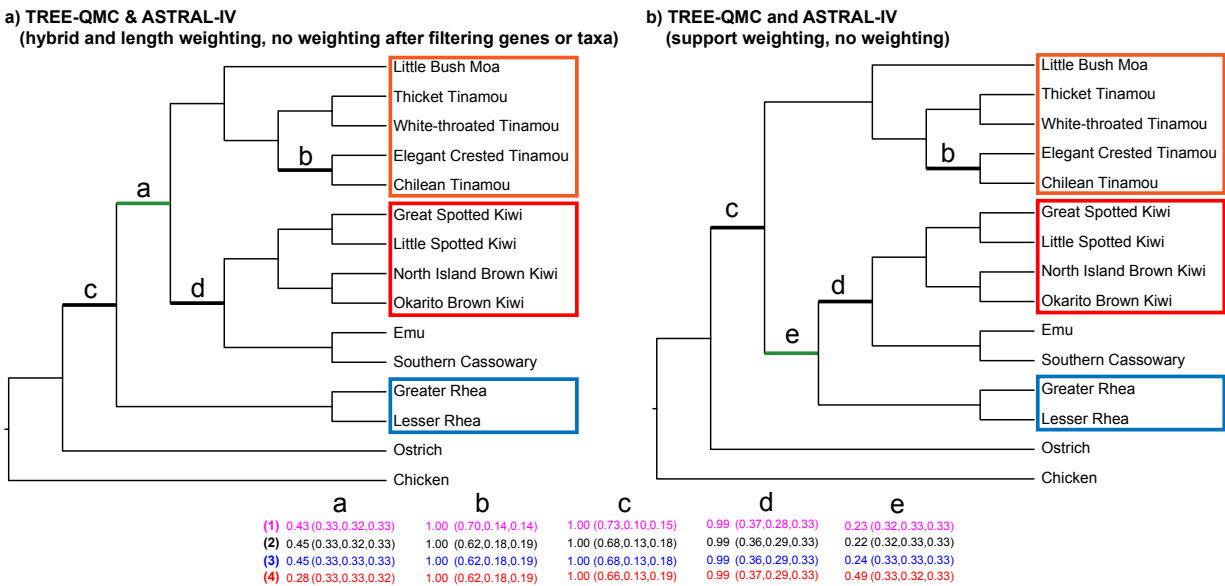 a) TREE-QMC & ASTRAL-IV
(hybrid and length weighting, no weighting after filtering genes or taxa)
Little Bush Moa
Thicket Tinamou
White-throated Tinamou
b
Elegant Crested Tinamou
a
Chilean Tinamou
Great Spotted Kiwi
Little Spotted Kiwi
North Island Brown Kiwi
c
d
Okarito Brown Kiwi
Emu
Southern Cassowary
Greater Rhea
Lesser Rhea
Ostrich
Chicken
b) TREE-QMC and ASTRAL-IV
(support weighting, no weighting)
Little Bush Moa
Thicket Tinamou
White-throated Tinamou
b
Elegant Crested Tinamou
Chilean Tinamou
c
Great Spotted Kiwi
Little Spotted Kiwi
North Island Brown Kiwi
d
Okarito Brown Kiwi
Emu
e
Southern Cassowary
Greater Rhea
Lesser Rhea
Ostrich
Chicken
a b c d e
(1) 0.43 (0.33,0.32,0.33) 1.00 (0.70,0.14,0.14) 1.00 (0.73,0.10,0.15) 0.99 (0.37,0.28,0.33) 0.23 (0.32,0.33,0.33)
(2) 0.45 (0.33,0.32,0.33) 1.00 (0.62,0.18,0.19) 1.00 (0.68,0.13,0.18) 0.99 (0.36,0.29,0.33) 0.22 (0.32,0.33,0.33)
(3) 0.45 (0.33,0.32,0.33) 1.00 (0.62,0.18,0.19) 1.00 (0.68,0.13,0.18) 0.99 (0.36,0.29,0.33) 0.24 (0.33,0.33,0.33)
(4) 0.28 (0.33,0.33,0.32) 1.00 (0.62,0.18,0.19) 1.00 (0.66,0.13,0.19) 0.99 (0.37,0.29,0.33) 0.49 (0.33,0.32,0.33)